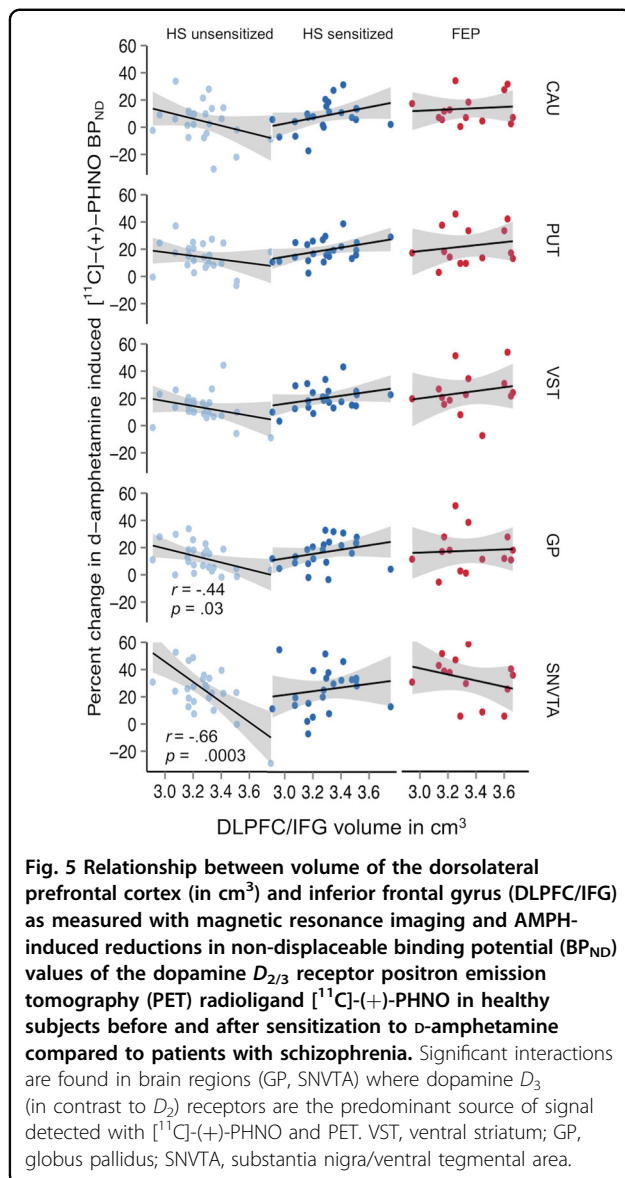 HS unsensitized HS sensitized FEP
Percent change in d−amphetamine induced [¹¹C]−(+)−PHNO BP_ND
60
40
20
0
−20
CAU
60
40
20
0
−20
PUT
60
40
20
0
−20
VST
60
40
20
0
−20
r = -.44
p = .03
GP
60
40
20
0
−20
r = -.66
p = .0003
SNVTA
3.0 3.2 3.4 3.6 3.0 3.2 3.4 3.6 3.0 3.2 3.4 3.6
DLPFC/IFG volume in cm³
Fig. 5 Relationship between volume of the dorsolateral
prefrontal cortex (in cm³) and inferior frontal gyrus (DLPFC/IFG)
as measured with magnetic resonance imaging and AMPH-
induced reductions in non-displaceable binding potential (BP_ND)
values of the dopamine D_2/3 receptor positron emission
tomography (PET) radioligand [¹¹C]-(+)-PHNO in healthy
subjects before and after sensitization to D-amphetamine
compared to patients with schizophrenia. Significant interactions
are found in brain regions (GP, SNVTA) where dopamine D₃
(in contrast to D₂) receptors are the predominant source of signal
detected with [¹¹C]-(+)-PHNO and PET. VST, ventral striatum; GP,
globus pallidus; SNVTA, substantia nigra/ventral tegmental area.